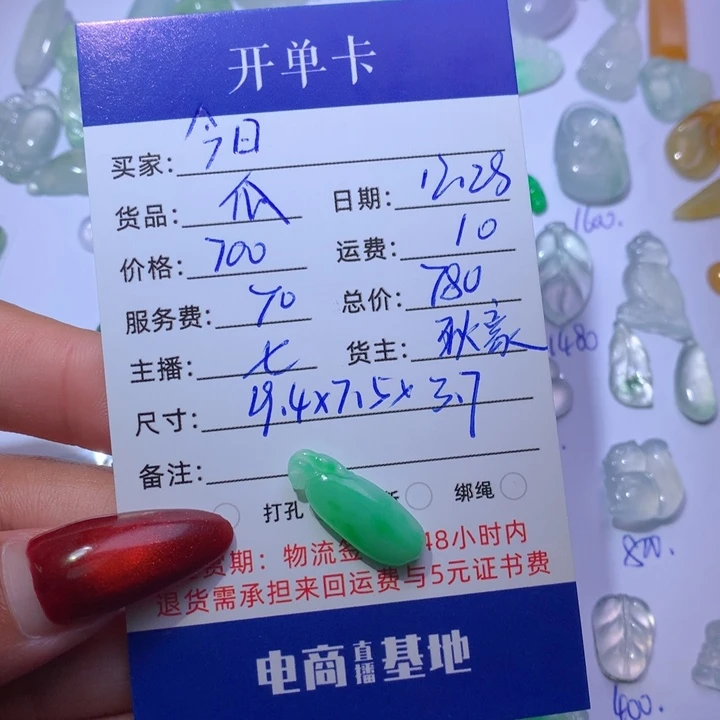 开单卡
买家: 今日
货品: 瓜 日期: 12.28
价格: 700 运费: 10
服务费: 70 总价: 780
主播: 七 货主:
尺寸: 19.4x7.5x3.7
备注:
打孔 绑绳
货期: 物流签 48小时内
退货需承担来回运费与5元证书费
电商直播基地
1600.
1480
800.
400.